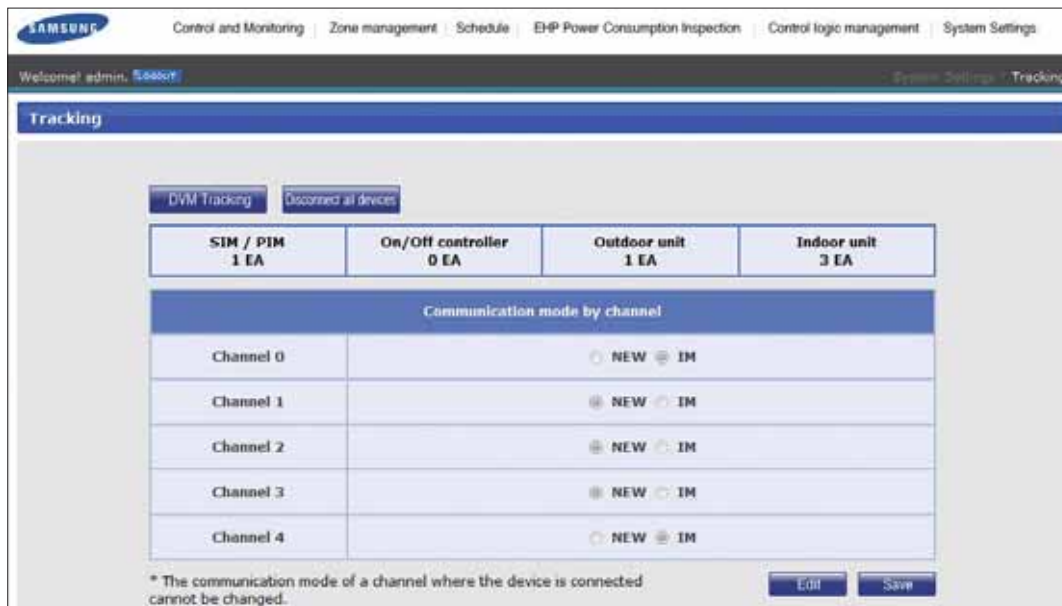 SAMSUNG
Control and Monitoring Zone management Schedule EHP Power Consumption Inspection Control logic management System Settings
Welcome! admin. LOGOUT System Settings * Tracking
Tracking
DVM Tracking Disconnect all devices
SIM / PIM On/Off controller Outdoor unit Indoor unit
1 EA 0 EA 1 EA 3 EA
Communication mode by channel
Channel 0 NEW IM
Channel 1 NEW IM
Channel 2 NEW IM
Channel 3 NEW IM
Channel 4 NEW IM
* The communication mode of a channel where the device is connected
cannot be changed.
Edit Save